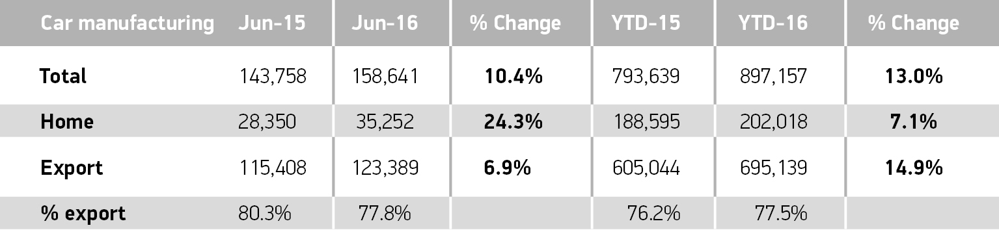 Car manufacturing Jun-15 Jun-16 % Change YTD-15 YTD-16 % Change
Total 143,758 158,641 10.4% 793,639 897,157 13.0%
Home 28,350 35,252 24.3% 188,595 202,018 7.1%
Export 115,408 123,389 6.9% 605,044 695,139 14.9%
% export 80.3% 77.8% 76.2% 77.5%